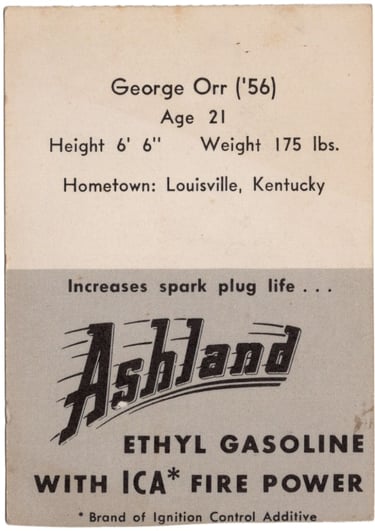 George Orr ('56)
Age 21
Height 6' 6" Weight 175 lbs.
Hometown: Louisville, Kentucky
Increases spark plug life . . .
Ashland
ETHYL GASOLINE
WITH ICA* FIRE POWER
* Brand of Ignition Control Additive